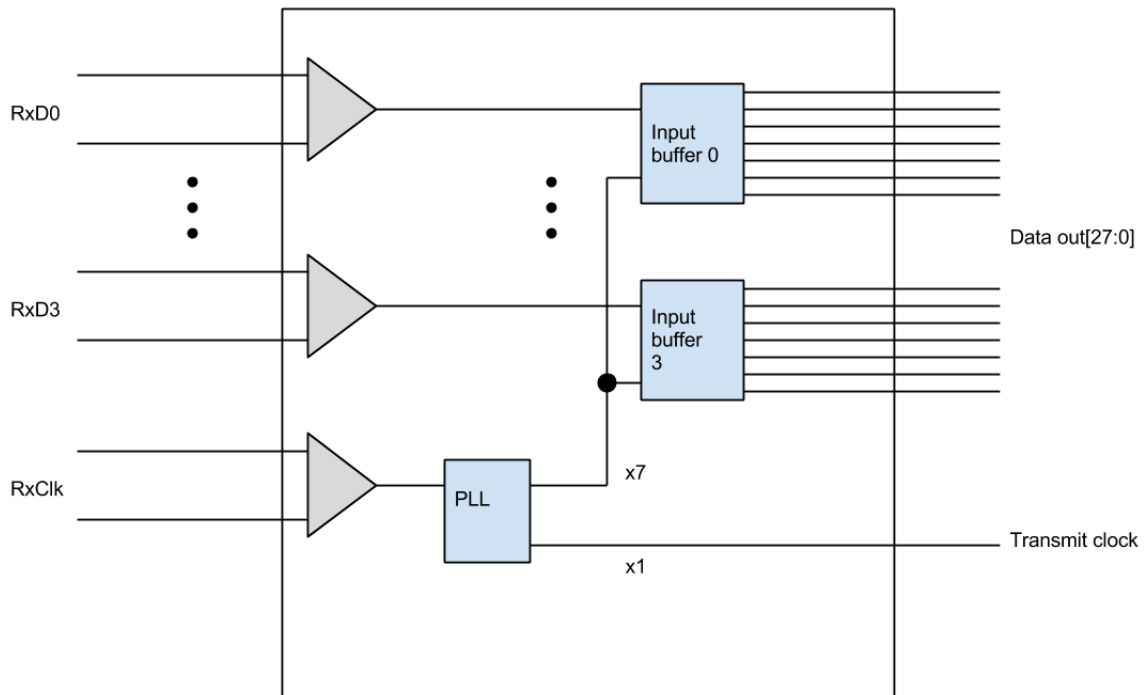 RxD0
Input
buffer 0
Data out[27:0]
RxD3
Input
buffer
3
RxClk
PLL
x7
x1
Transmit clock